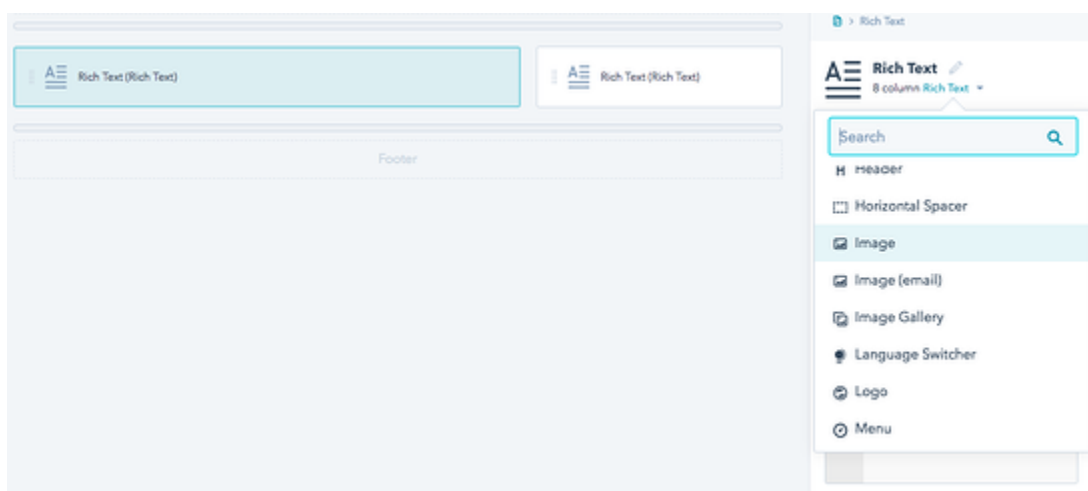 > Rich Text
Rich Text (Rich Text)
Rich Text (Rich Text)
Footer
Rich Text
8 column Rich Text
Search
Header
Horizontal Spacer
Image
Image (email)
Image Gallery
Language Switcher
Logo
Menu